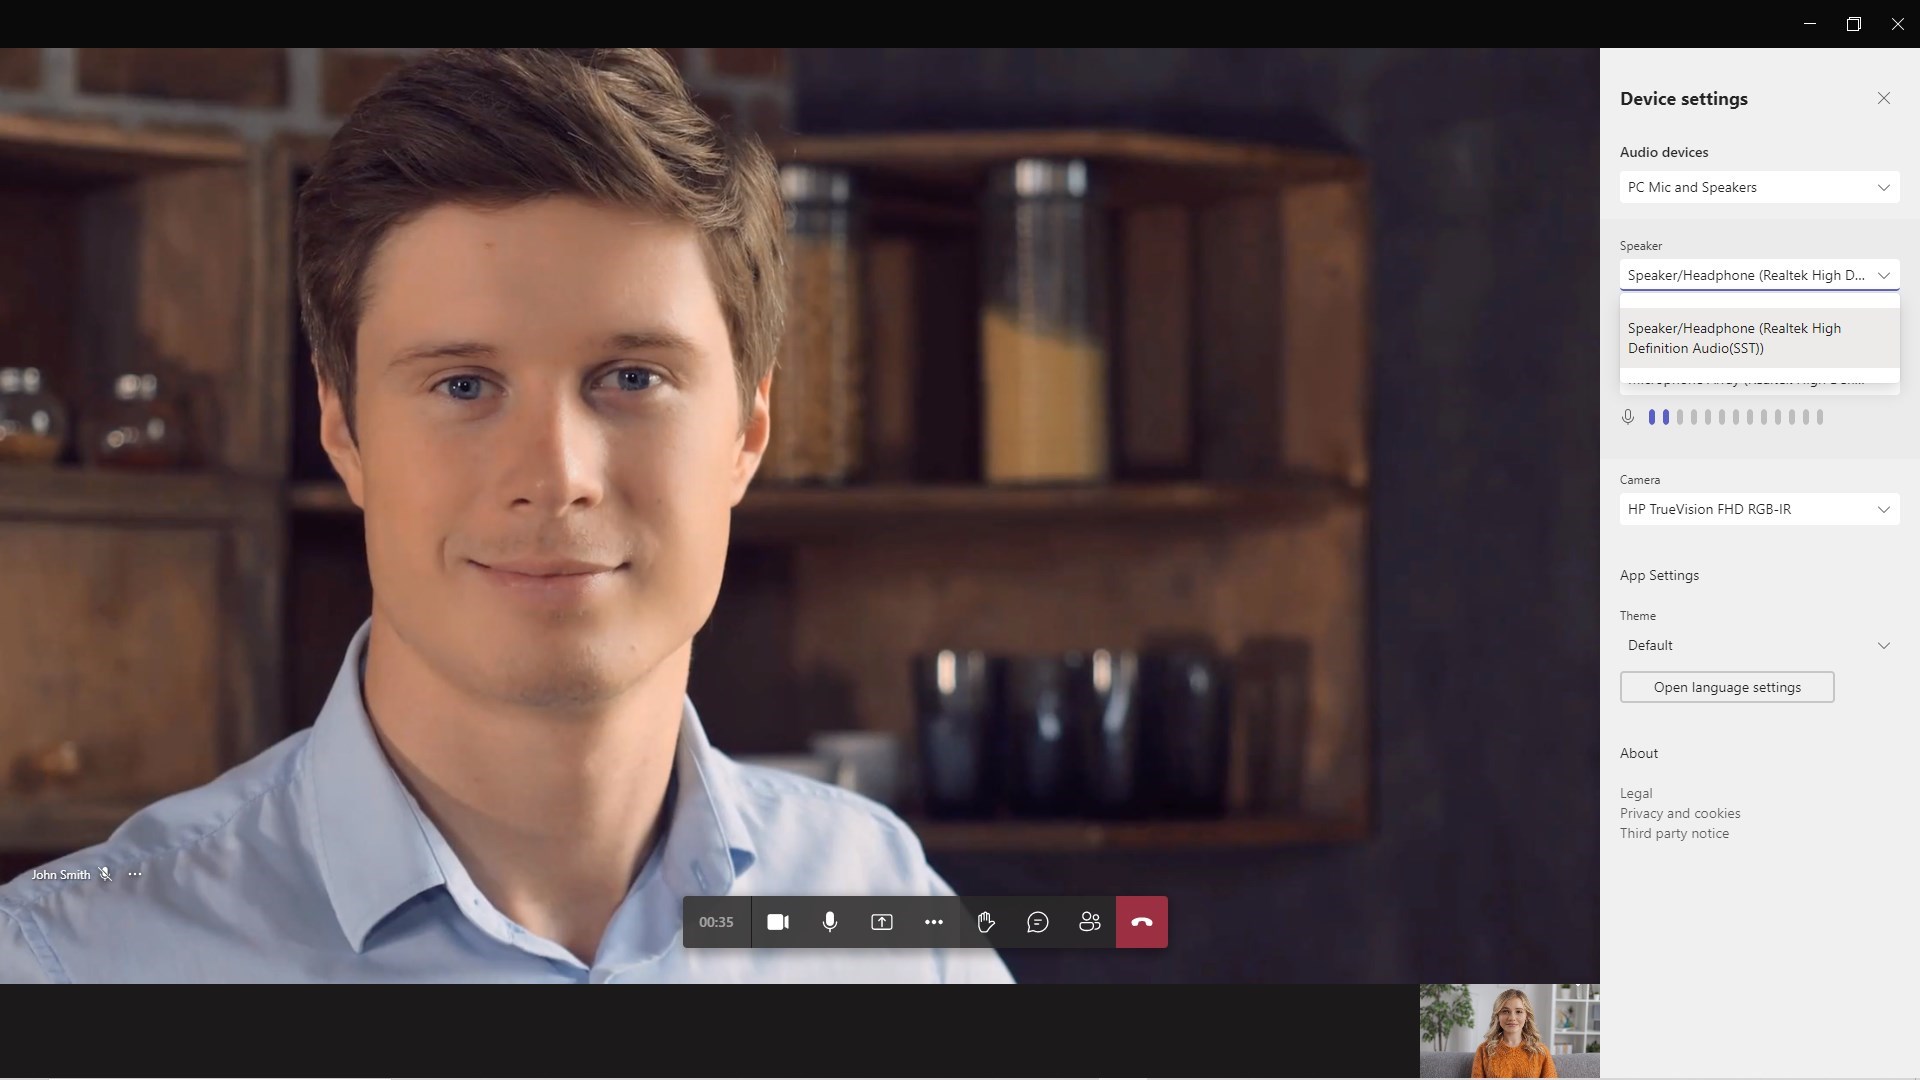 Device settings
Audio devices
PC Mic and Speakers
Speaker
Speaker/Headphone (Realtek High D...
Speaker/Headphone (Realtek High
Definition Audio(SST))
Camera
HP TrueVision FHD RGB-IR
App Settings
Theme
Default
Open language settings
About
Legal
Privacy and cookies
Third party notice
John Smith
00:35